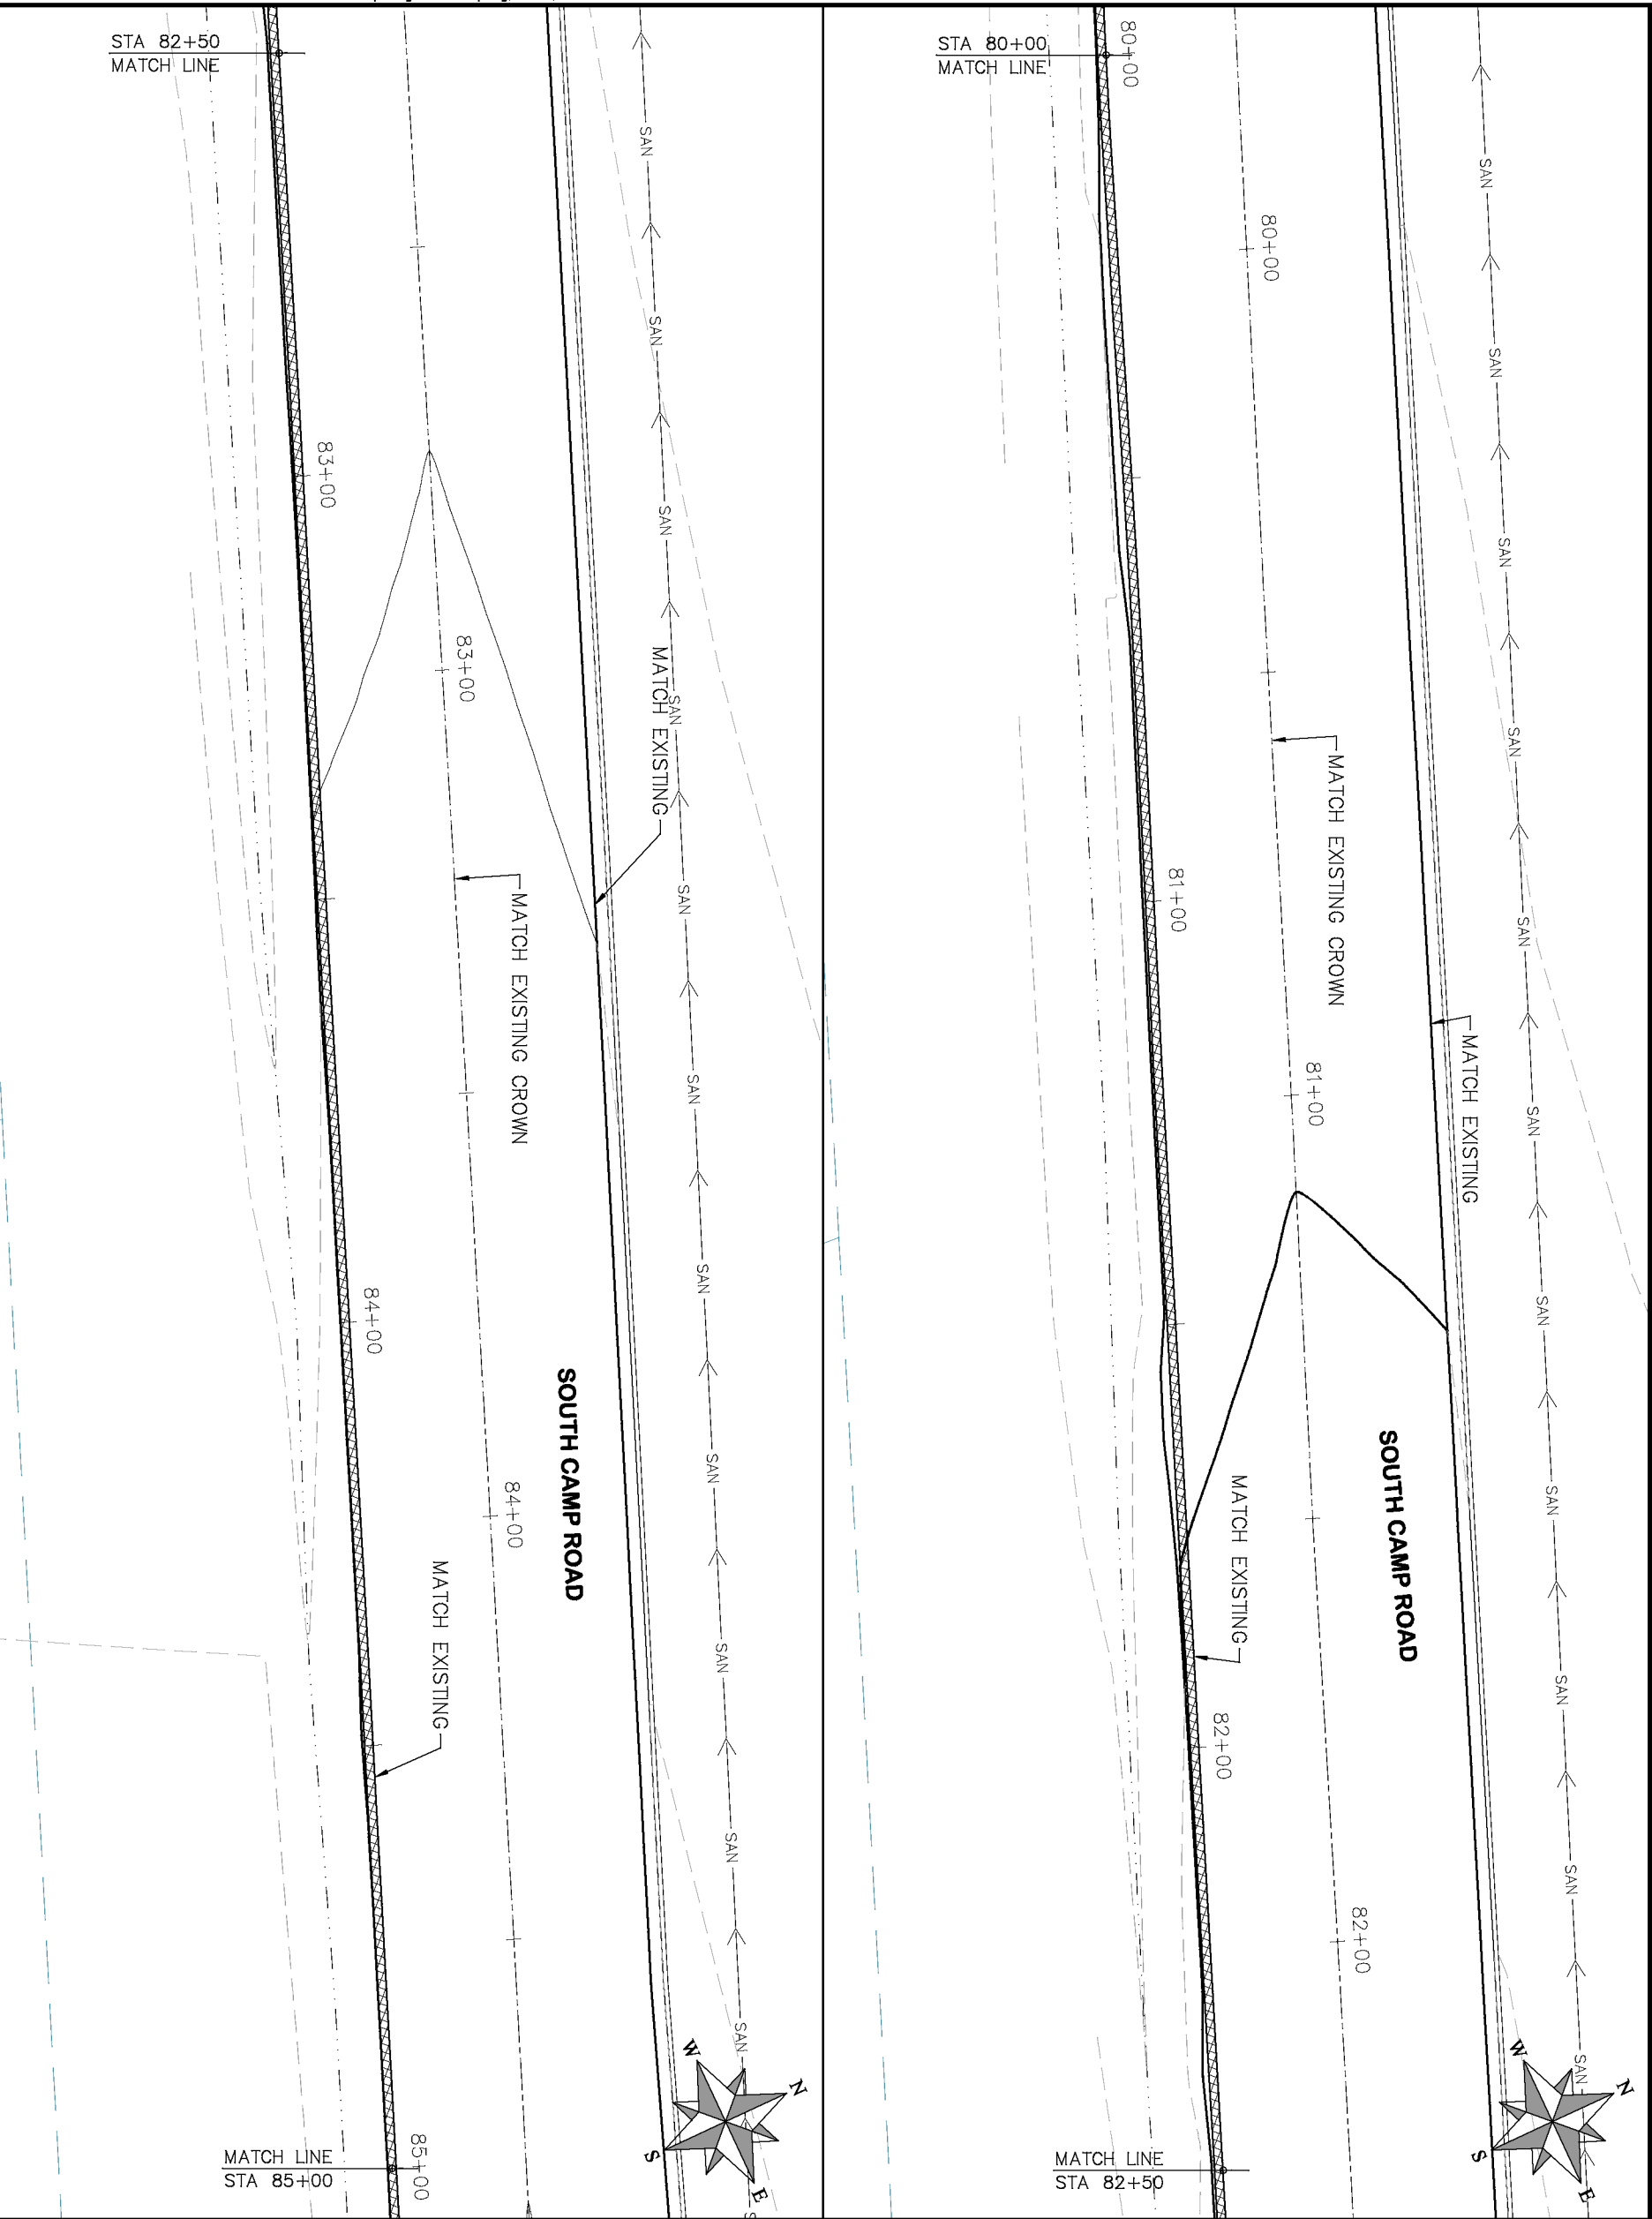 SAN
SAN
SAN
SAN
SAN
SAN
SAN
SAN
SAN
SAN
SAN
N
E
S
W
MATCH EXISTING
SOUTH CAMP ROAD
MATCH EXISTING CROWN
80+00
81+00
82+00
MATCH EXISTING
80+00
81+00
82+00
STA 80+00
MATCH LINE
MATCH LINE
STA 82+50
SAN
SAN
SAN
SAN
SAN
SAN
SAN
SAN
SAN
SAN
SAN
N
E
S
W
MATCH EXISTING
SOUTH CAMP ROAD
MATCH EXISTING CROWN
83+00
84+00
MATCH EXISTING
83+00
84+00
85+00
STA 82+50
MATCH LINE
MATCH LINE
STA 85+00